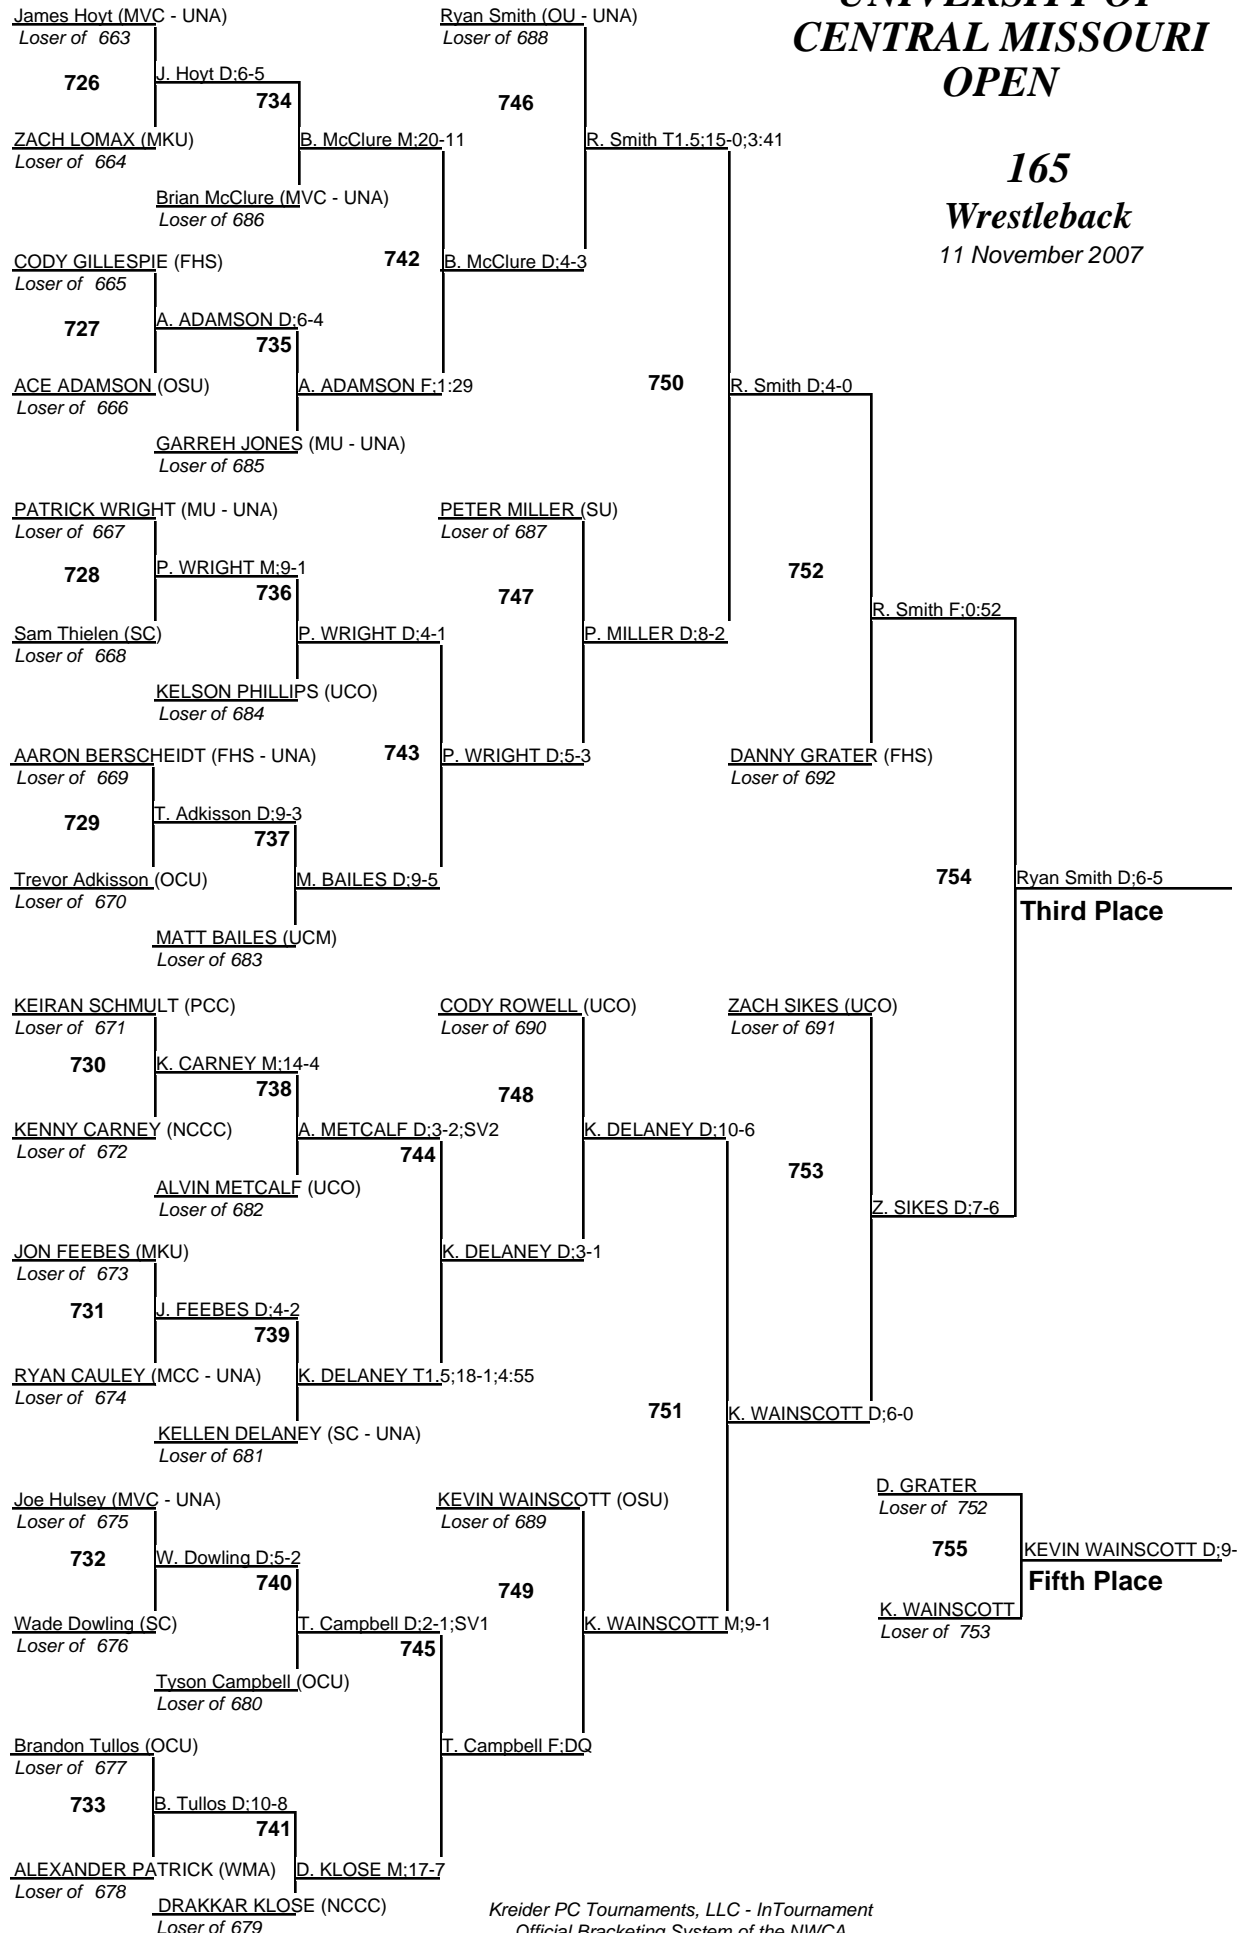 UNIVERSITY OF
CENTRAL MISSOURI
OPEN
165
Wrestleback
11 November 2007
James Hoyt (MVC - UNA)
Loser of 663
726
J. Hoyt D;6-5
734
ZACH LOMAX (MKU)
Loser of 664
B. McClure M;20-11
Brian McClure (MVC - UNA)
Loser of 686
742
B. McClure D;4-3
CODY GILLESPIE (FHS)
Loser of 665
727
A. ADAMSON D;6-4
735
ACE ADAMSON (OSU)
Loser of 666
A. ADAMSON F;1:29
GARREH JONES (MU - UNA)
Loser of 685
Ryan Smith (OU - UNA)
Loser of 688
746
R. Smith T1.5;15-0;3:41
750
R. Smith D;4-0
PATRICK WRIGHT (MU - UNA)
Loser of 667
728
P. WRIGHT M;9-1
736
Sam Thielen (SC)
Loser of 668
P. WRIGHT D;4-1
KELSON PHILLIPS (UCO)
Loser of 684
743
P. WRIGHT D;5-3
AARON BERSCHEIDT (FHS - UNA)
Loser of 669
729
T. Adkisson D;9-3
737
Trevor Adkisson (OCU)
Loser of 670
M. BAILES D;9-5
MATT BAILES (UCM)
Loser of 683
PETER MILLER (SU)
Loser of 687
747
P. MILLER D;8-2
752
R. Smith F;0:52
DANNY GRATER (FHS)
Loser of 692
754
Ryan Smith D;6-5
Third Place
KEIRAN SCHMULT (PCC)
Loser of 671
730
K. CARNEY M;14-4
738
KENNY CARNEY (NCCC)
Loser of 672
A. METCALF D;3-2;SV2
744
ALVIN METCALF (UCO)
Loser of 682
K. DELANEY D;3-1
JON FEEBES (MKU)
Loser of 673
731
J. FEEBES D;4-2
739
RYAN CAULEY (MCC - UNA)
Loser of 674
K. DELANEY T1.5;18-1;4:55
KELLEN DELANEY (SC - UNA)
Loser of 681
CODY ROWELL (UCO)
Loser of 690
748
K. DELANEY D;10-6
ZACH SIKES (UCO)
Loser of 691
753
Z. SIKES D;7-6
751
K. WAINSCOTT D;6-0
Joe Hulsey (MVC - UNA)
Loser of 675
732
W. Dowling D;5-2
740
Wade Dowling (SC)
Loser of 676
T. Campbell D;2-1;SV1
745
Tyson Campbell (OCU)
Loser of 680
T. Campbell F;DQ
Brandon Tullos (OCU)
Loser of 677
733
B. Tullos D;10-8
741
ALEXANDER PATRICK (WMA)
Loser of 678
D. KLOSE M;17-7
DRAKKAR KLOSE (NCCC)
Loser of 679
KEVIN WAINSCOTT (OSU)
Loser of 689
749
K. WAINSCOTT M;9-1
D. GRATER
Loser of 752
755
KEVIN WAINSCOTT D;9-
Fifth Place
K. WAINSCOTT
Loser of 753
Kreider PC Tournaments, LLC - InTournament
Official Bracketing System of the NWCA